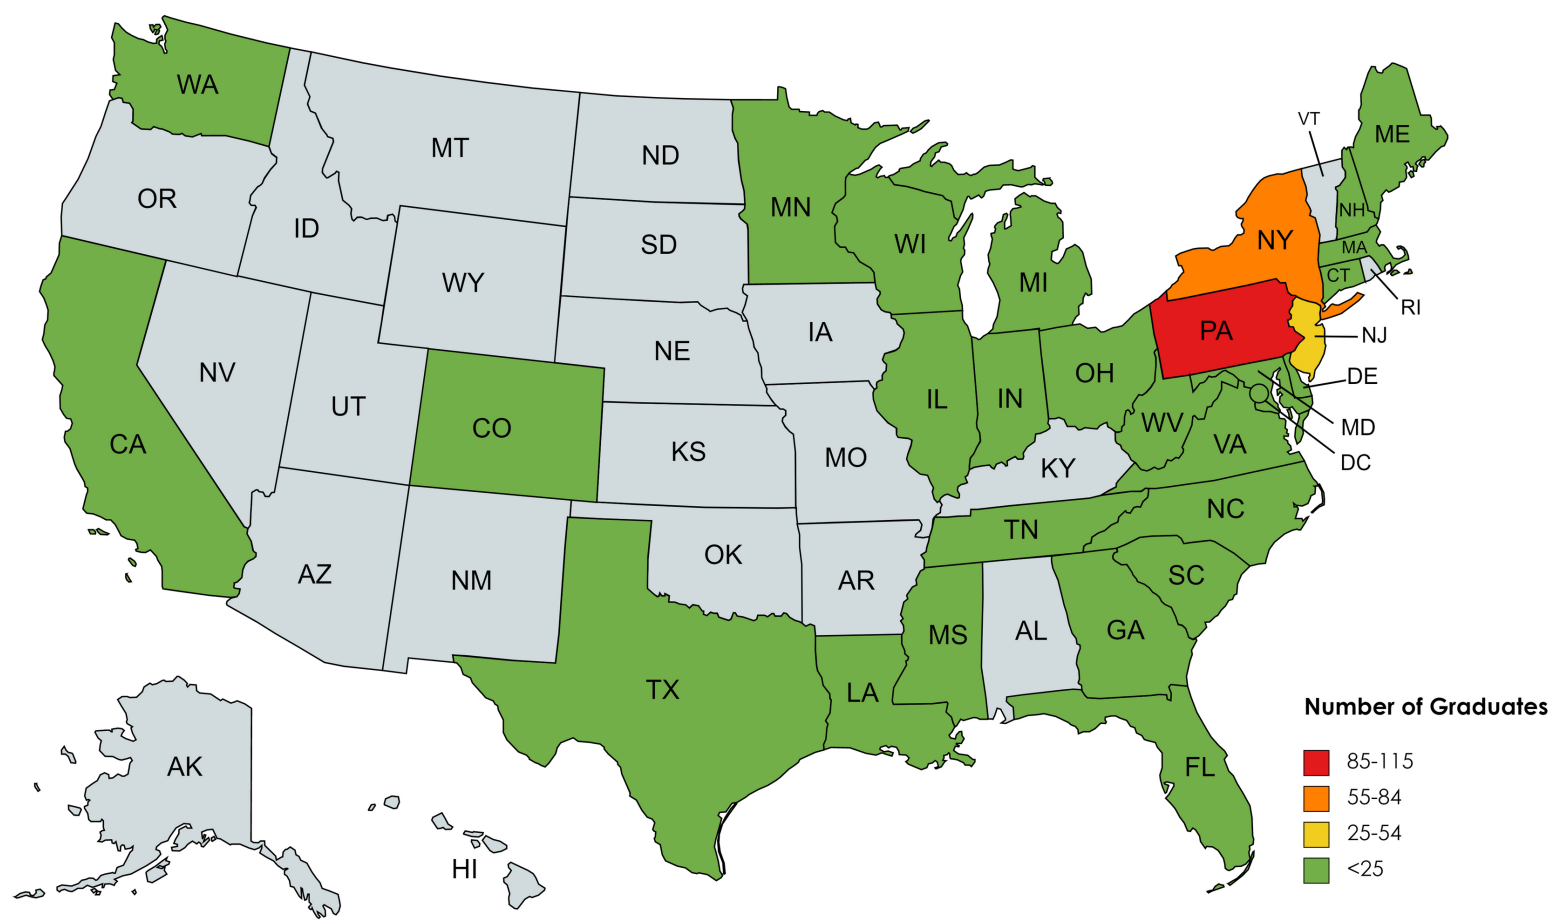 WA
MT
ND
OR
ID
WY
SD
MN
WI
MI
VT
ME
NH
NY
MA
CT
RI
PA
NJ
DE
MD
DC
NV
UT
CA
CO
NE
IA
KS
MO
IL
IN
OH
WV
VA
KY
NC
TN
SC
AZ
NM
OK
AR
MS
AL
GA
TX
LA
FL
AK
HI
Number of Graduates
85-115
55-84
25-54
<25